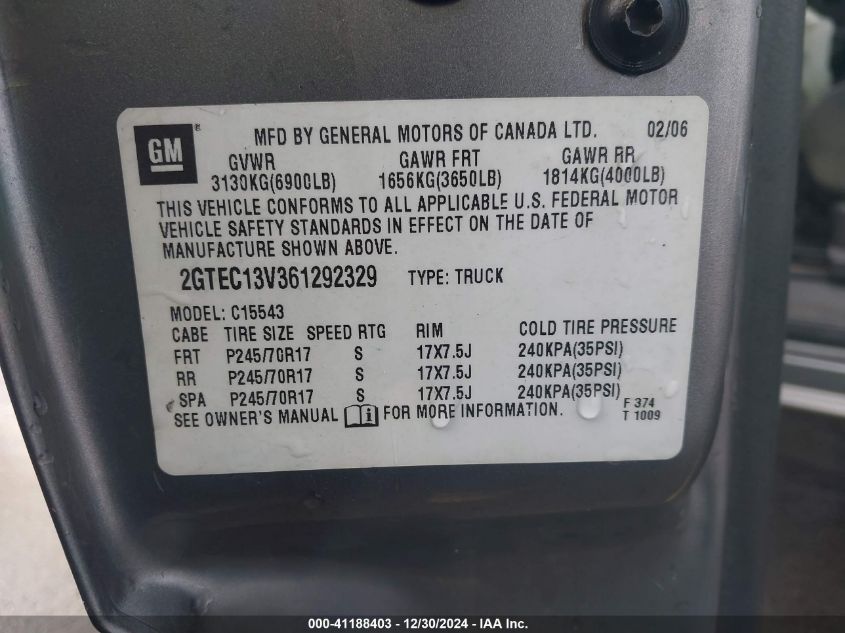 GM ® MFD BY GENERAL MOTORS OF CANADA LTD. 02/06
GVWR GAWR FRT GAWR RR
3130KG(6900LB) 1656KG(3650LB) 1814KG(4000LB)
THIS VEHICLE CONFORMS TO ALL APPLICABLE U.S. FEDERAL MOTOR
VEHICLE SAFETY STANDARDS IN EFFECT ON THE DATE OF
MANUFACTURE SHOWN ABOVE.
2GTEC13V361292329 TYPE: TRUCK
MODEL: C15543
CABE TIRE SIZE SPEED RTG RIM COLD TIRE PRESSURE
FRT P245/70R17 S 17X7.5J 240KPA(35PSI)
RR P245/70R17 S 17X7.5J 240KPA(35PSI)
SPA P245/70R17 S 17X7.5J 240KPA(35PSI)
SEE OWNER'S MANUAL i FOR MORE INFORMATION.
F 374
T 1009
000-41188403 - 12/30/2024 - IAA Inc.